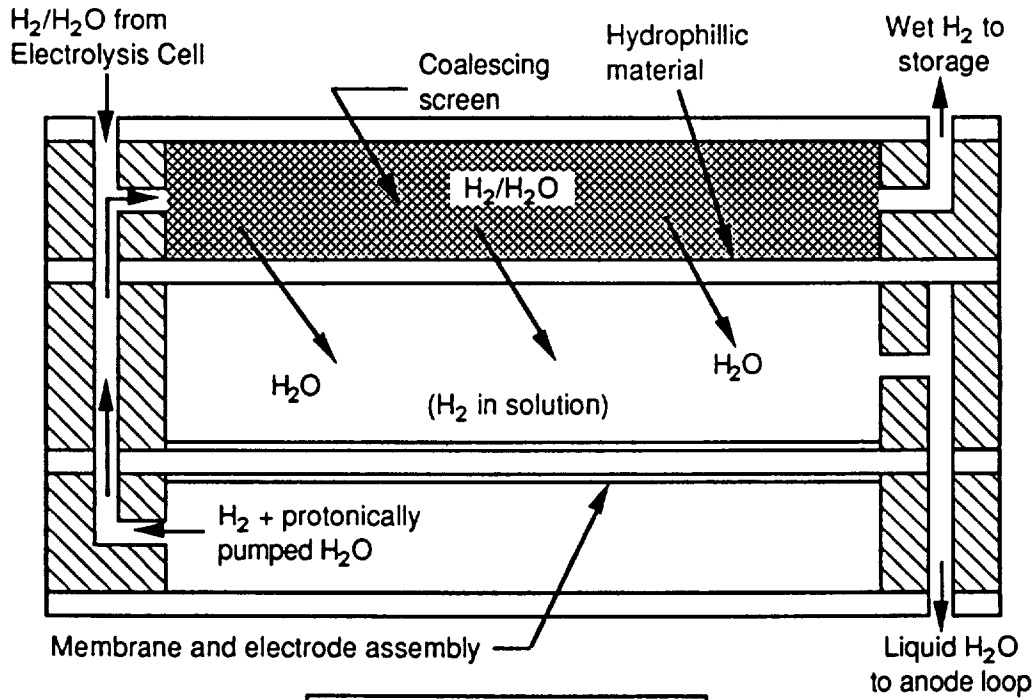 H₂/H₂O from
Electrolysis Cell
Coalescing
screen
Hydrophillic
material
Wet H₂ to
storage
H₂/H₂O
H₂O
H₂O
(H₂ in solution)
H₂ + protonically
pumped H₂O
Membrane and electrode assembly
Liquid H₂O
to anode loop